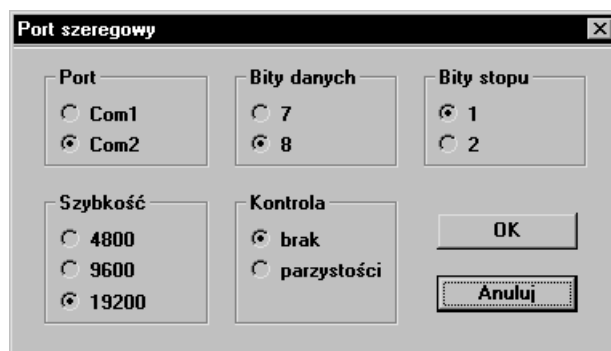 Port szeregowy
Port
Com1
Com2
Bity danych
7
8
Bity stopu
1
2
Szybkość
4800
9600
19200
Kontrola
brak
parzystości
OK
Anuluj